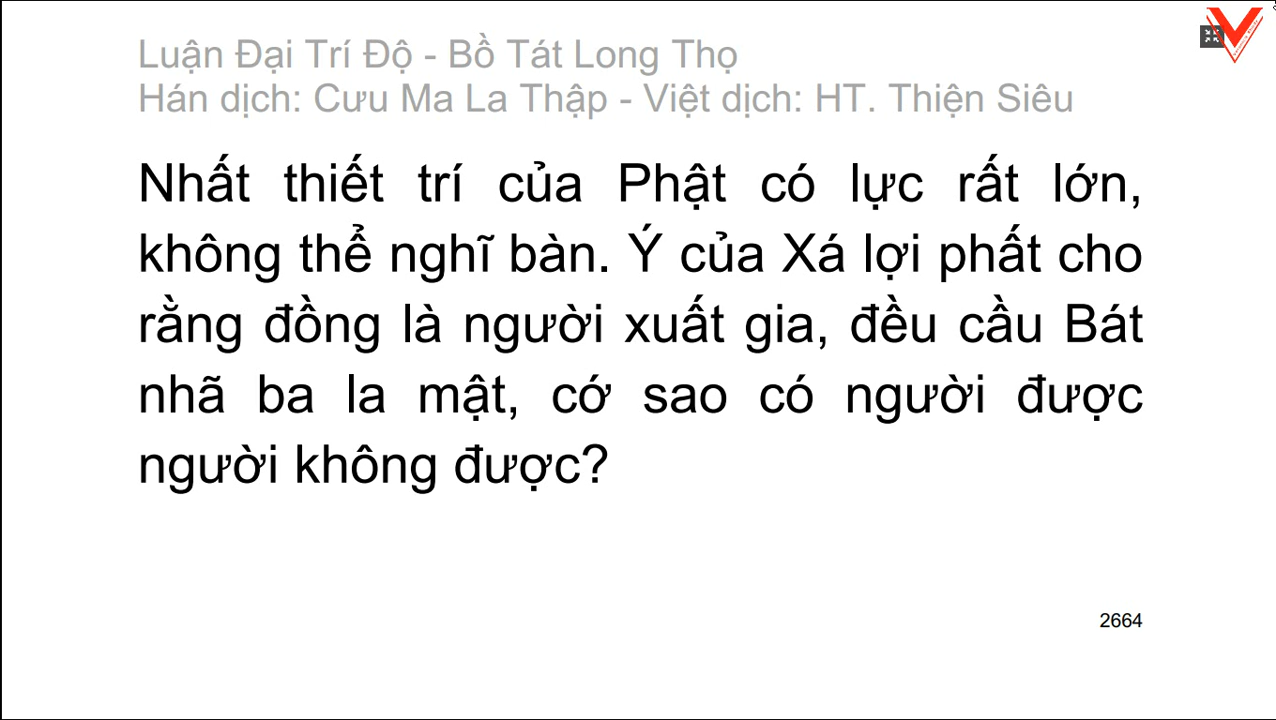 Luận Đại Trí Độ - Bồ Tát Long Thọ
Hán dịch: Cưu Ma La Thập - Việt dịch: HT. Thiện Siêu
Nhất thiết trí của Phật có lực rất lớn,
không thể nghĩ bàn. Ý của Xá lợi phất cho
rằng đồng là người xuất gia, đều cầu Bát
nhã ba la mật, cớ sao có người được
người không được?
2664